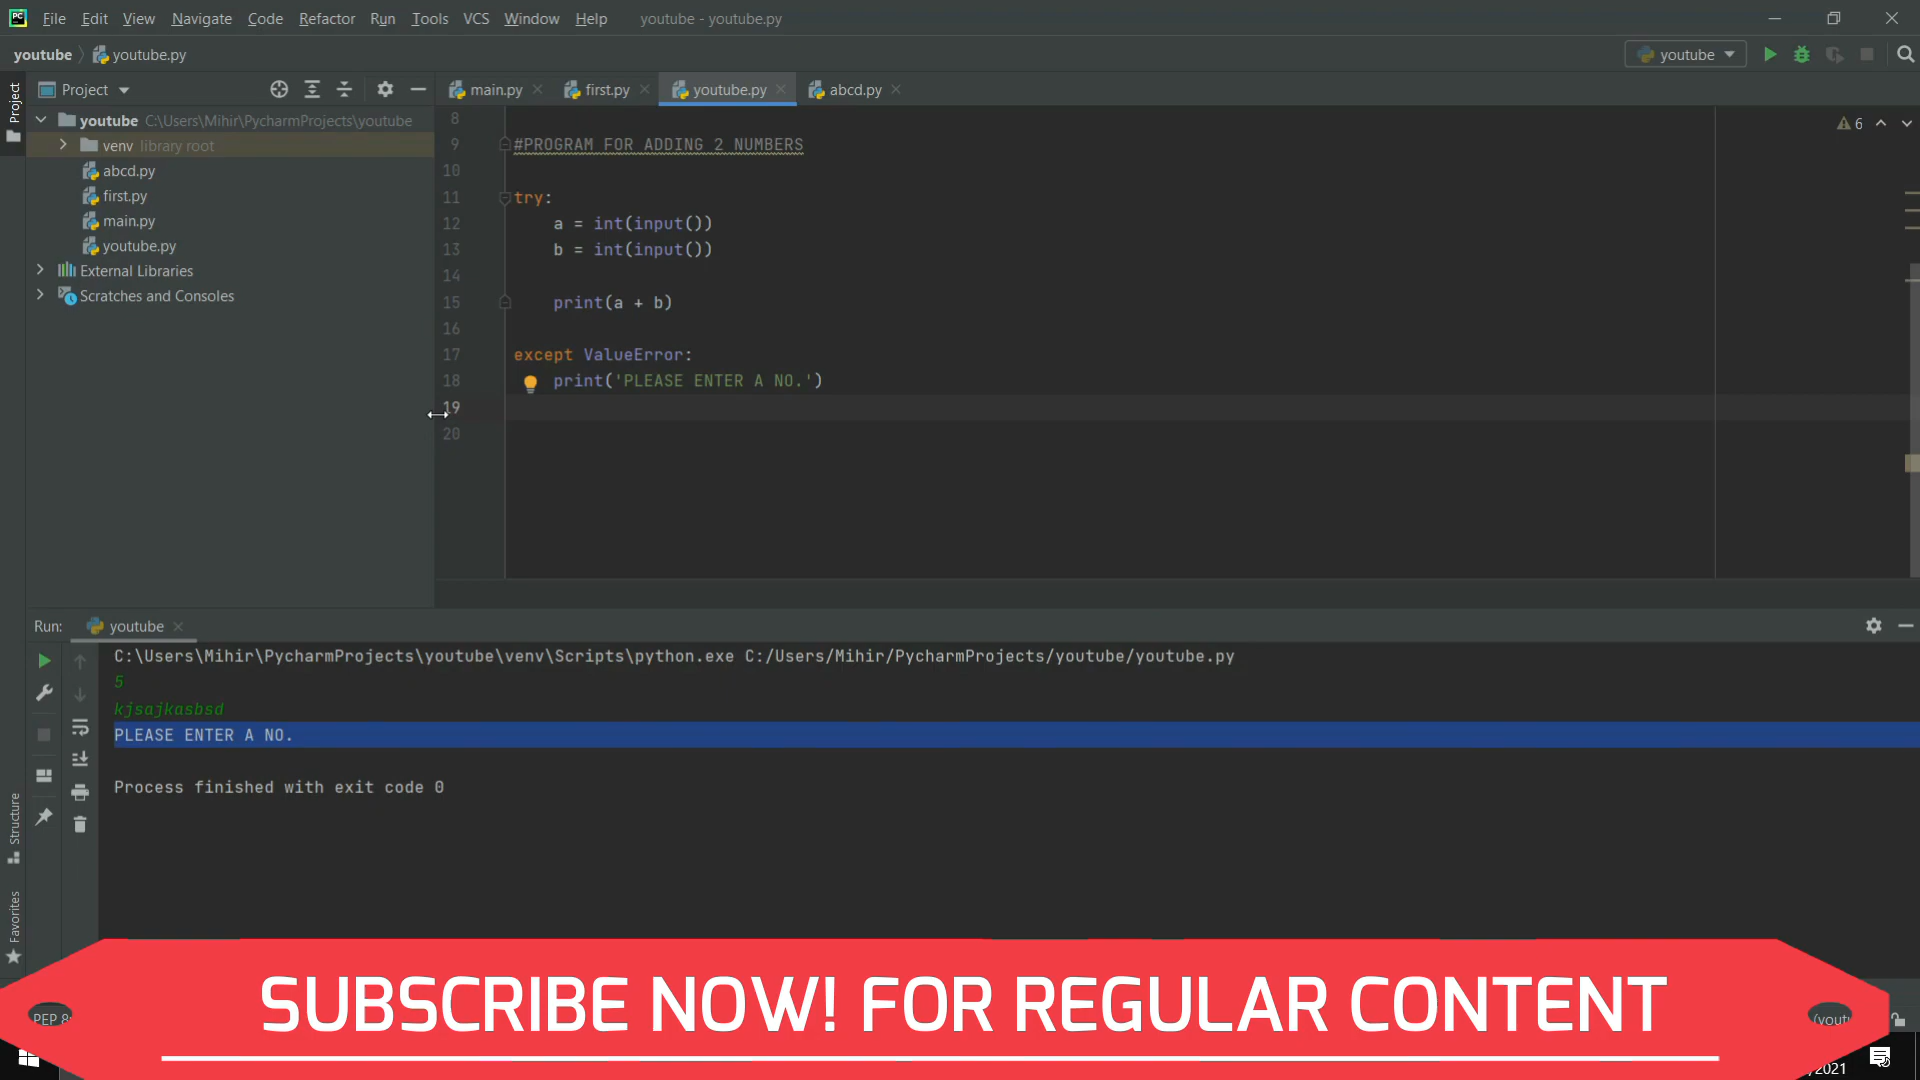 File Edit View Navigate Code Refactor Run Tools VCS Window Help youtube - youtube.py
youtube youtube.py
youtube
Project
Project
main.py
first.py
youtube.py
abcd.py
youtube C:\Users\Mihir\PycharmProjects\youtube
venv library root
abcd.py
first.py
main.py
youtube.py
External Libraries
Scratches and Consoles
6
8
9 #PROGRAM FOR ADDING 2 NUMBERS
10
11 try:
12 a = int(input())
13 b = int(input())
14
15 print(a + b)
16
17 except ValueError:
18 print('PLEASE ENTER A NO.')
19
20
Run: youtube
C:\Users\Mihir\PycharmProjects\youtube\venv\Scripts\python.exe C:/Users/Mihir/PycharmProjects/youtube/youtube.py
5
kjsajkasbsd
PLEASE ENTER A NO.
Process finished with exit code 0
Structure
Favorites
SUBSCRIBE NOW! FOR REGULAR CONTENT
PEP 8:
(yout
/2021